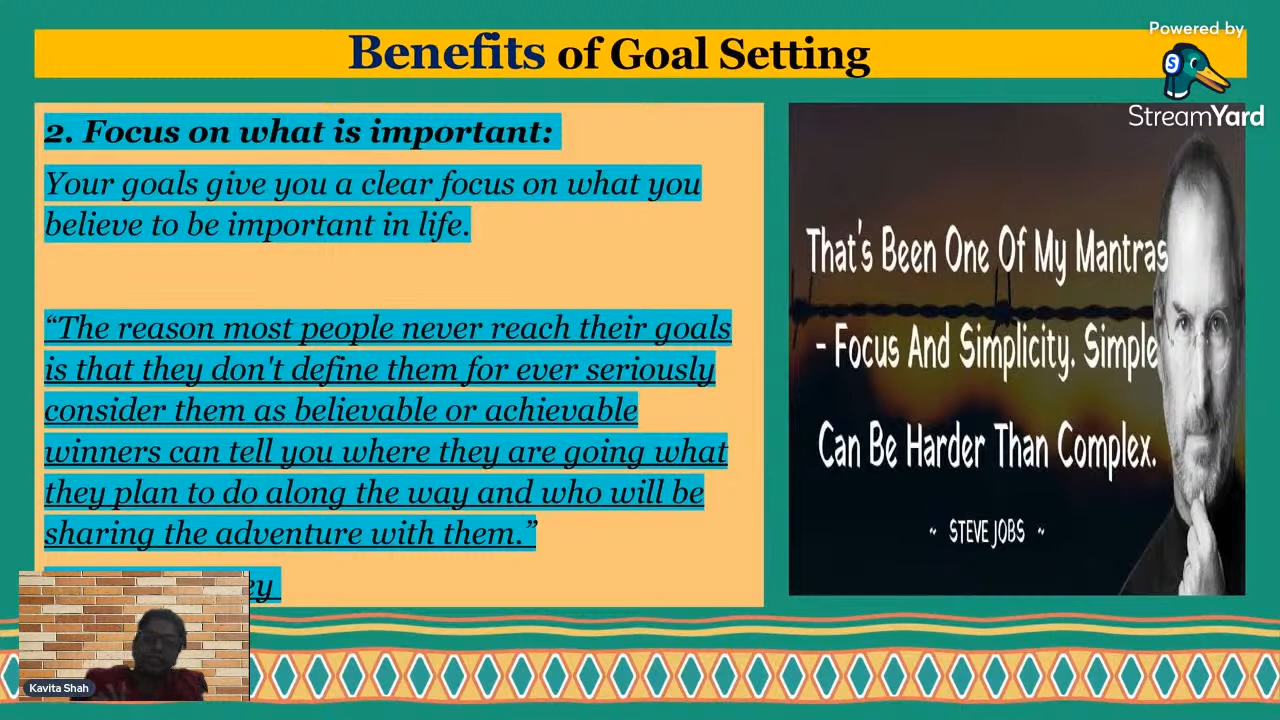 Benefits of Goal Setting
Powered by
S
StreamYard
2. Focus on what is important:
Your goals give you a clear focus on what you
believe to be important in life.
“The reason most people never reach their goals
is that they don't define them for ever seriously
consider them as believable or achievable
winners can tell you where they are going what
they plan to do along the way and who will be
sharing the adventure with them.”
That's Been One Of My Mantras
- Focus And Simplicity. Simple
Can Be Harder Than Complex.
~ STEVE JOBS ~
Kavita Shah